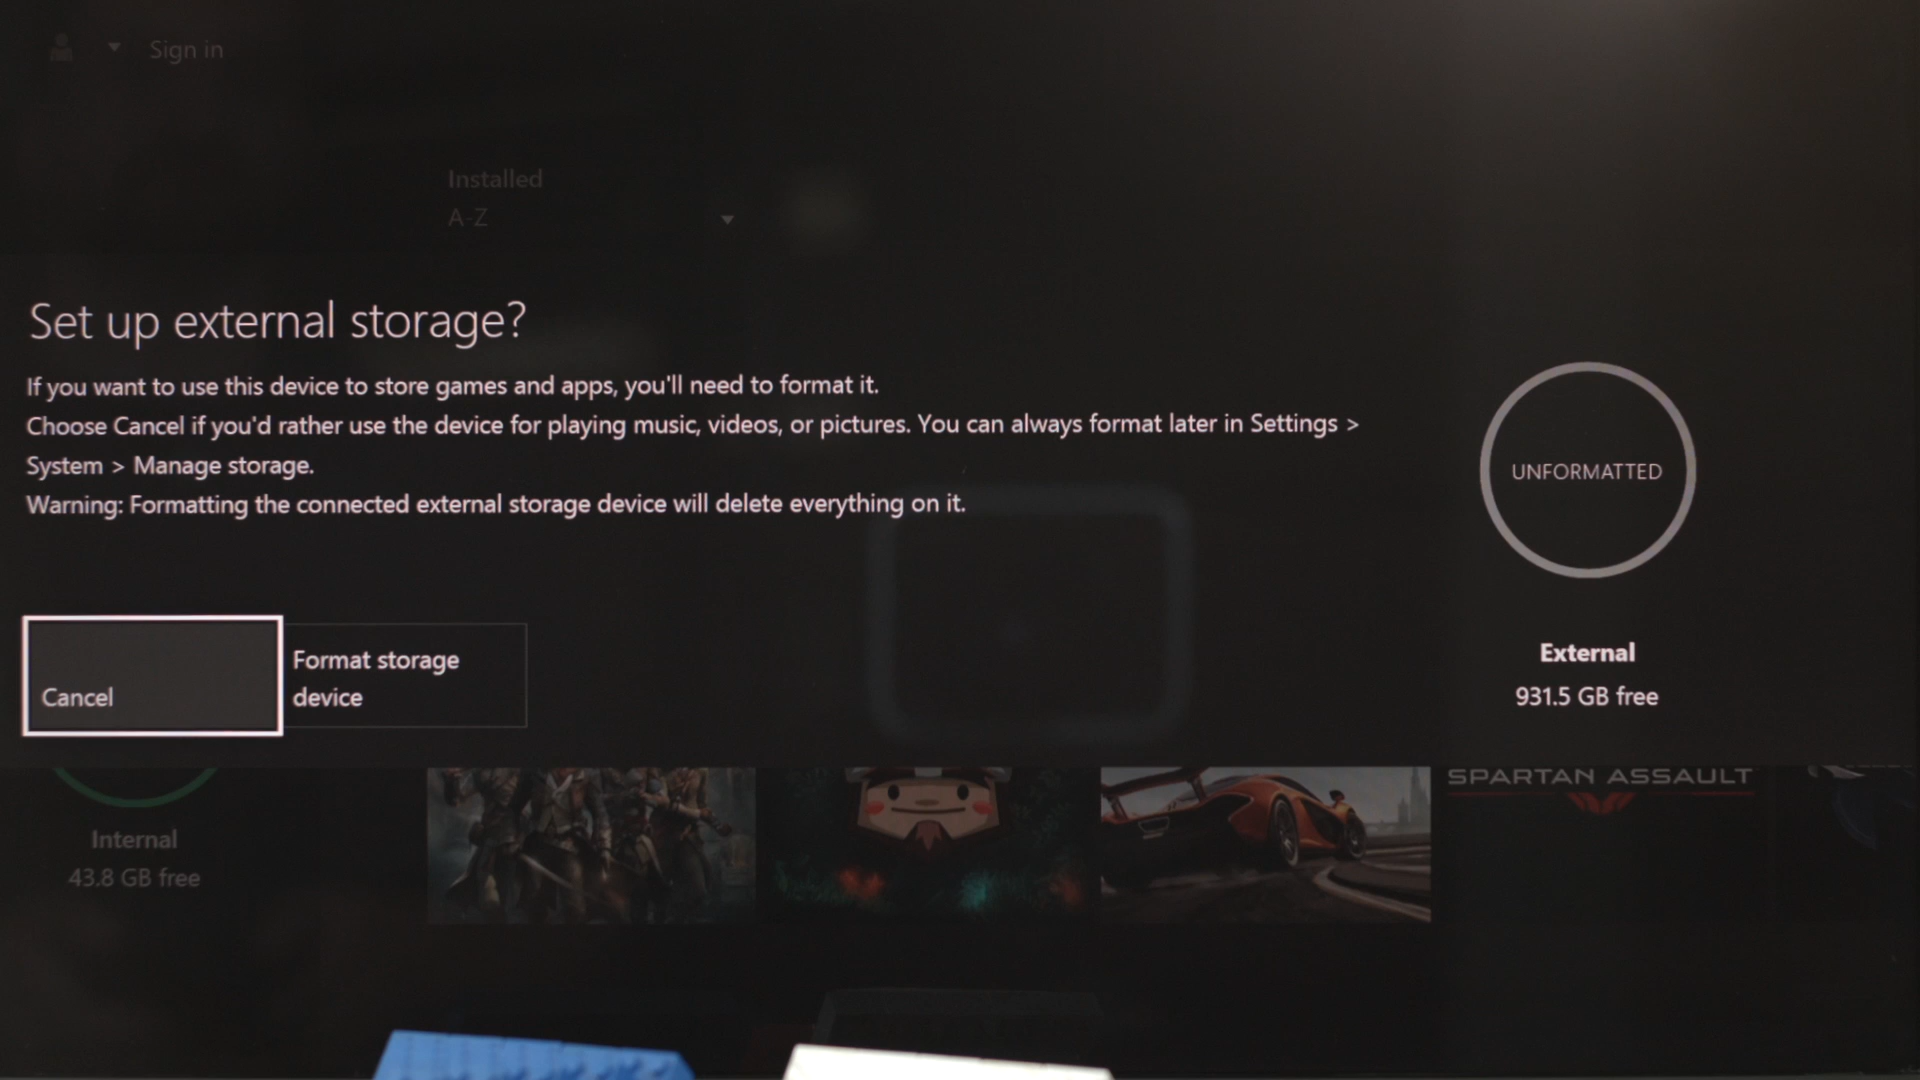 Sign in
Installed
A-Z
Set up external storage?
If you want to use this device to store games and apps, you'll need to format it.
Choose Cancel if you'd rather use the device for playing music, videos, or pictures. You can always format later in Settings >
System > Manage storage.
Warning: Formatting the connected external storage device will delete everything on it.
UNFORMATTED
External
931.5 GB free
Cancel
Format storage
device
Internal
43.8 GB free
SPARTAN ASSAULT